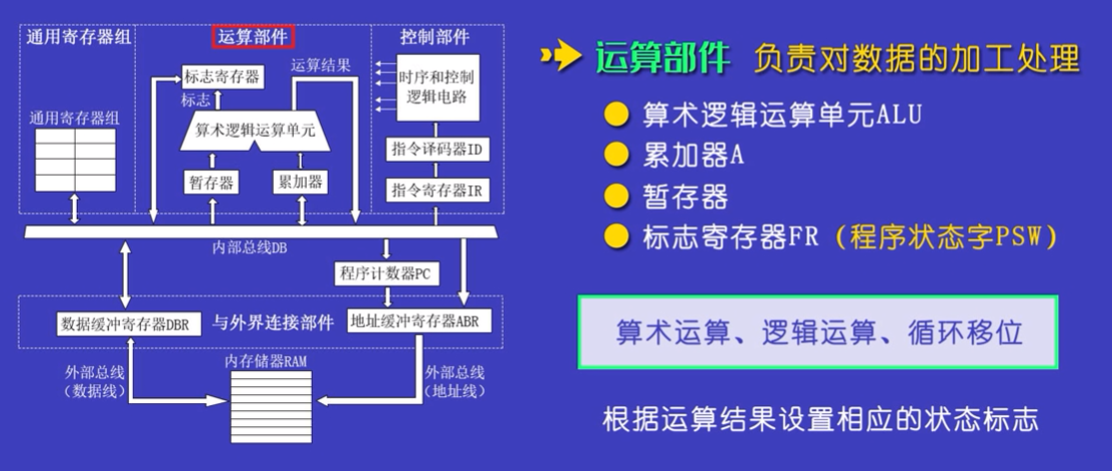 通用寄存器组
运算部件
控制部件
标志寄存器
运算结果
时序和控制
逻辑电路
标志
通用寄存器组
算术逻辑运算单元
指令译码器ID
暂存器
累加器
指令寄存器IR
内部总线DB
程序计数器PC
数据缓冲寄存器DBR
与外界连接部件
地址缓冲寄存器ABR
外部总线
（数据线）
内存储器RAM
外部总线
（地址线）
运算部件 负责对数据的加工处理
算术逻辑运算单元ALU
累加器A
暂存器
标志寄存器FR（程序状态字PSW）
算术运算、逻辑运算、循环移位
根据运算结果设置相应的状态标志